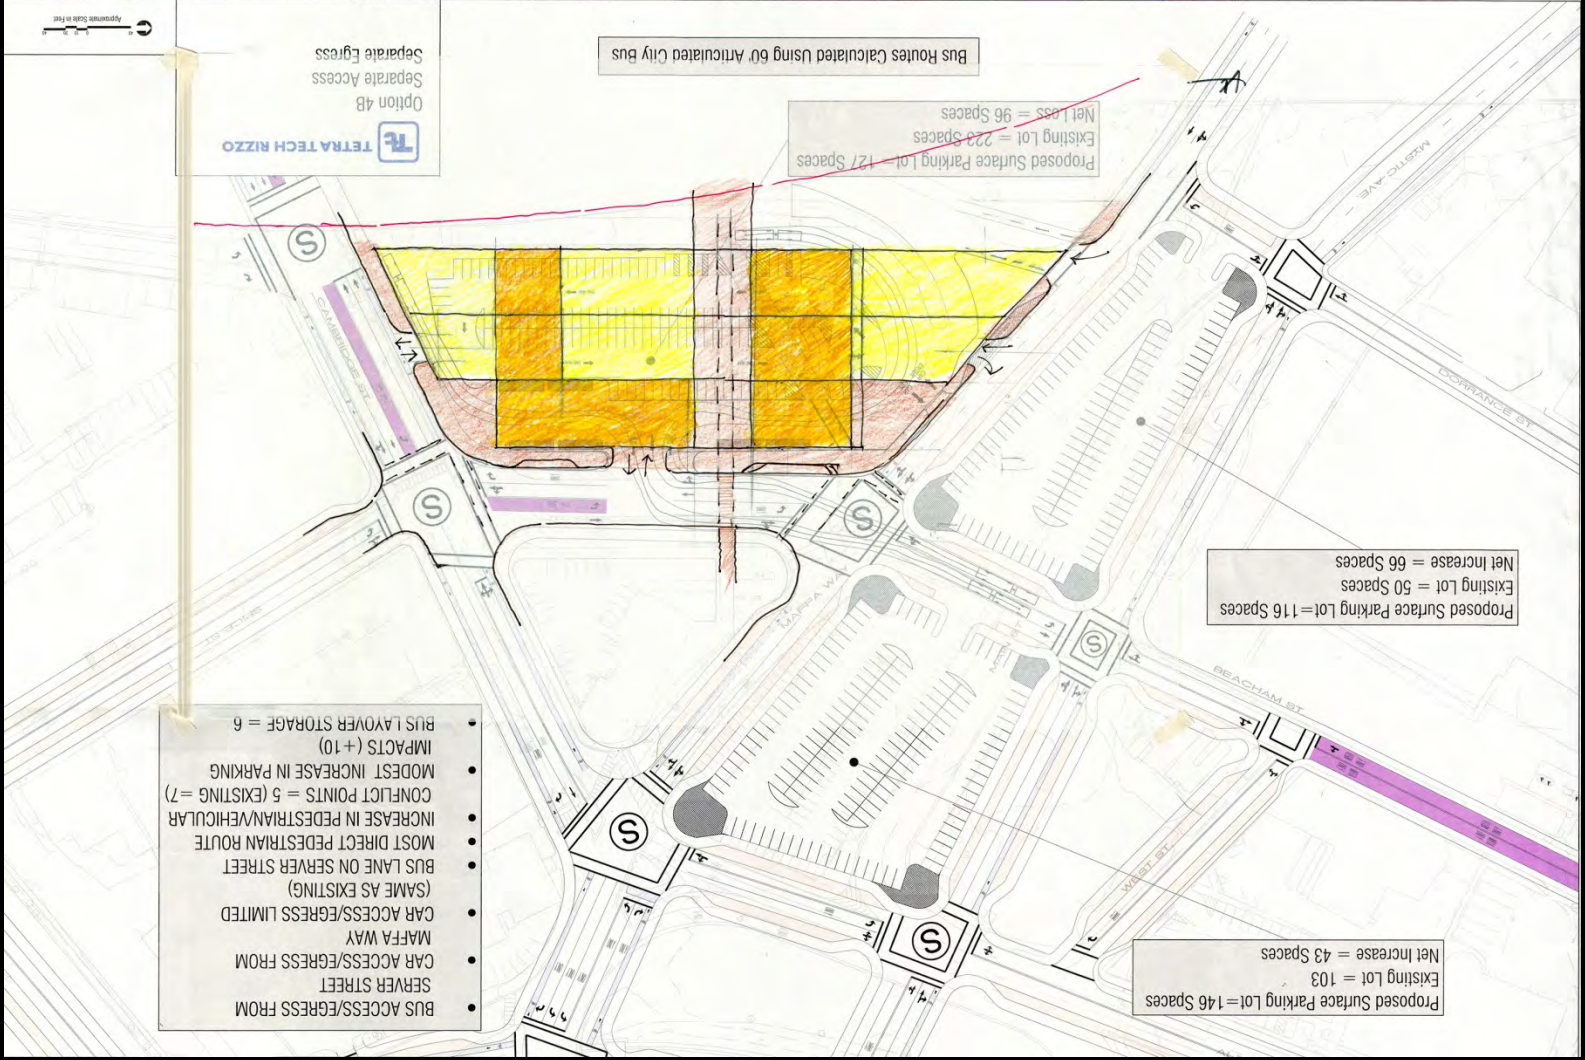 BUS ACCESS/EGRESS FROM
SERVER STREET
CAR ACCESS/EGRESS FROM
MAFFA WAY
CAR ACCESS/EGRESS LIMITED
(SAME AS EXISTING)
BUS LANE ON SERVER STREET
MOST DIRECT PEDESTRIAN ROUTE
INCREASE IN PEDESTRIAN/VEHICULAR
CONFLICT POINTS = 5 (EXISTING =7)
MODEST INCREASE IN PARKING
IMPACTS (+10)
BUS LAYOVER STORAGE = 6
Proposed Surface Parking Lot=146 Spaces
Existing Lot = 103
Net Increase = 43 Spaces
WEST ST
BEACHAM ST
Proposed Surface Parking Lot=116 Spaces
Existing Lot = 50 Spaces
Net Increase = 66 Spaces
MAFFA WAY
CAMBRIDGE ST
DORRANCE ST
MYSTIC AVE
S
S
S
S
S
S
S
Proposed Surface Parking Lot=127 Spaces
Existing Lot = 223 Spaces
Net Loss = 96 Spaces
Bus Routes Calculated Using 60' Articulated City Bus
Tt
TETRA TECH RIZZO
Option 4B
Separate Access
Separate Egress
Approximate Scale in Feet